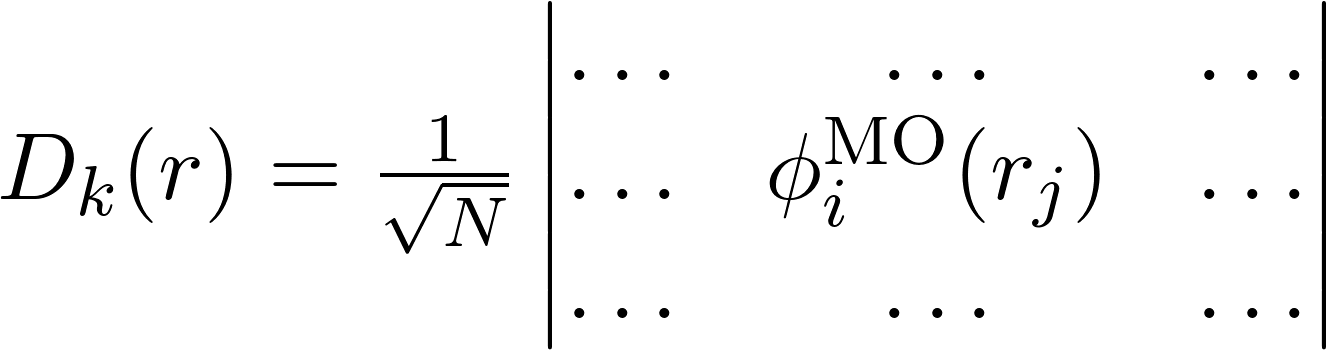 D_k(r) = \frac{1}{\sqrt{N}} \begin{vmatrix} \cdots & \cdots & \cdots \\ \cdots & \phi_i^{\mathrm{MO}}(r_j) & \cdots \\ \cdots & \cdots & \cdots \end{vmatrix}